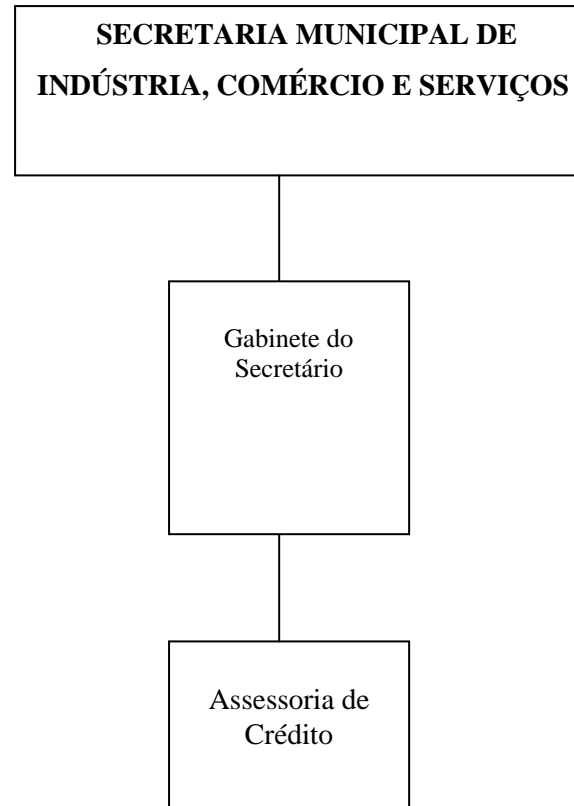 SECRETARIA MUNICIPAL DE
INDÚSTRIA, COMÉRCIO E SERVIÇOS
Gabinete do
Secretário
Assessoria de
Crédito